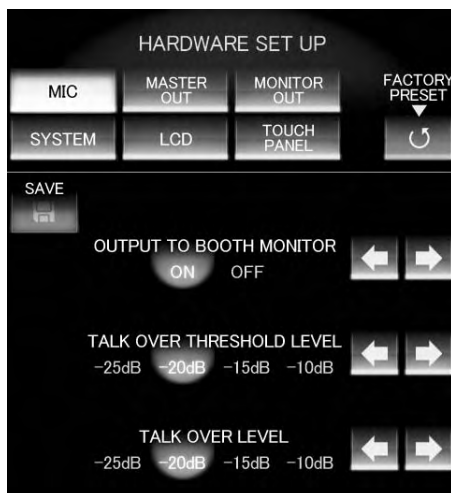 HARDWARE SET UP
MIC
MASTER
OUT
MONITOR
OUT
FACTORY
PRESET
SYSTEM
LCD
TOUCH
PANEL
SAVE
OUTPUT TO BOOTH MONITOR
ON OFF
TALK OVER THRESHOLD LEVEL
-25dB -20dB -15dB -10dB
TALK OVER LEVEL
-25dB -20dB -15dB -10dB